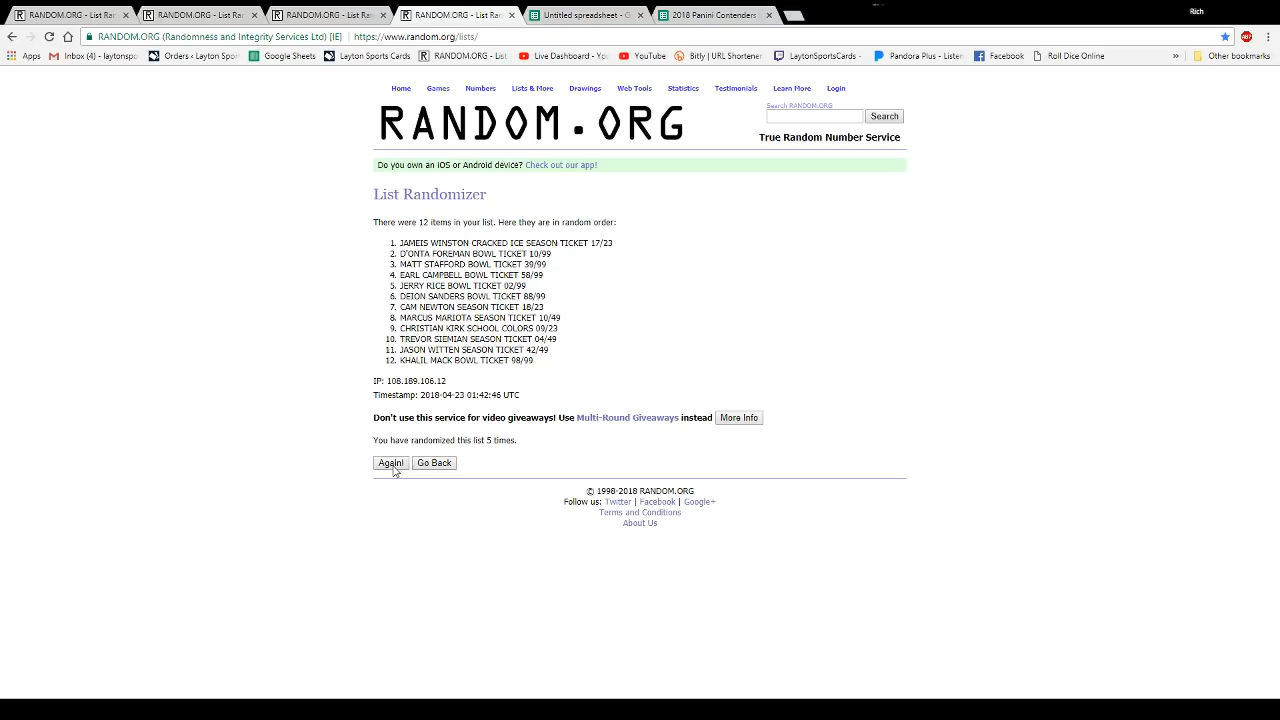 Rich
RANDOM.ORG - List Ran
RANDOM.ORG - List Ran
RANDOM.ORG - List Ran
RANDOM.ORG - List Ran
Untitled spreadsheet - G
2018 Panini Contenders
RANDOM.ORG (Randomness and Integrity Services Ltd) [IE] https://www.random.org/lists/
Apps Inbox (4) - laytonspo Orders ‹ Layton Spo Google Sheets Layton Sports Cards RANDOM.ORG - List Live Dashboard - You YouTube Bitly | URL Shortener LaytonSportsCards - Pandora Plus - Listen Facebook Roll Dice Online » Other bookmarks
Home Games Numbers Lists & More Drawings Web Tools Statistics Testimonials Learn More Login
RANDOM.ORG
Search RANDOM.ORG
Search
True Random Number Service
Do you own an iOS or Android device? Check out our app!
List Randomizer
There were 12 items in your list. Here they are in random order:
1. JAMEIS WINSTON CRACKED ICE SEASON TICKET 17/23
2. D'ONTA FOREMAN BOWL TICKET 10/99
3. MATT STAFFORD BOWL TICKET 39/99
4. EARL CAMPBELL BOWL TICKET 58/99
5. JERRY RICE BOWL TICKET 02/99
6. DEION SANDERS BOWL TICKET 88/99
7. CAM NEWTON SEASON TICKET 18/23
8. MARCUS MARIOTA SEASON TICKET 10/49
9. CHRISTIAN KIRK SCHOOL COLORS 09/23
10. TREVOR SIEMIAN SEASON TICKET 04/49
11. JASON WITTEN SEASON TICKET 42/49
12. KHALIL MACK BOWL TICKET 98/99
IP: 108.189.106.12
Timestamp: 2018-04-23 01:42:46 UTC
Don't use this service for video giveaways! Use Multi-Round Giveaways instead More Info
You have randomized this list 5 times.
Again! Go Back
© 1998-2018 RANDOM.ORG
Follow us: Twitter | Facebook | Google+
Terms and Conditions
About Us